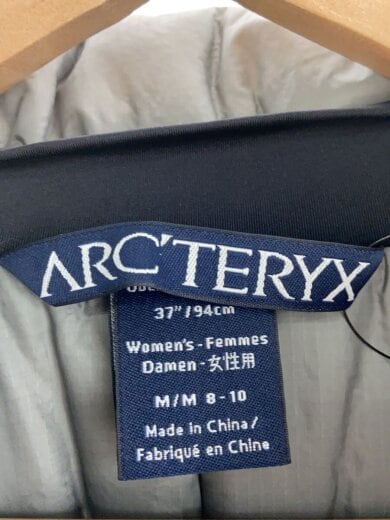 ARC'TERYX
37"/94cm
Women's - Femmes
Damen - 女性用
M/M 8 - 10
Made in China /
Fabriqué en Chine